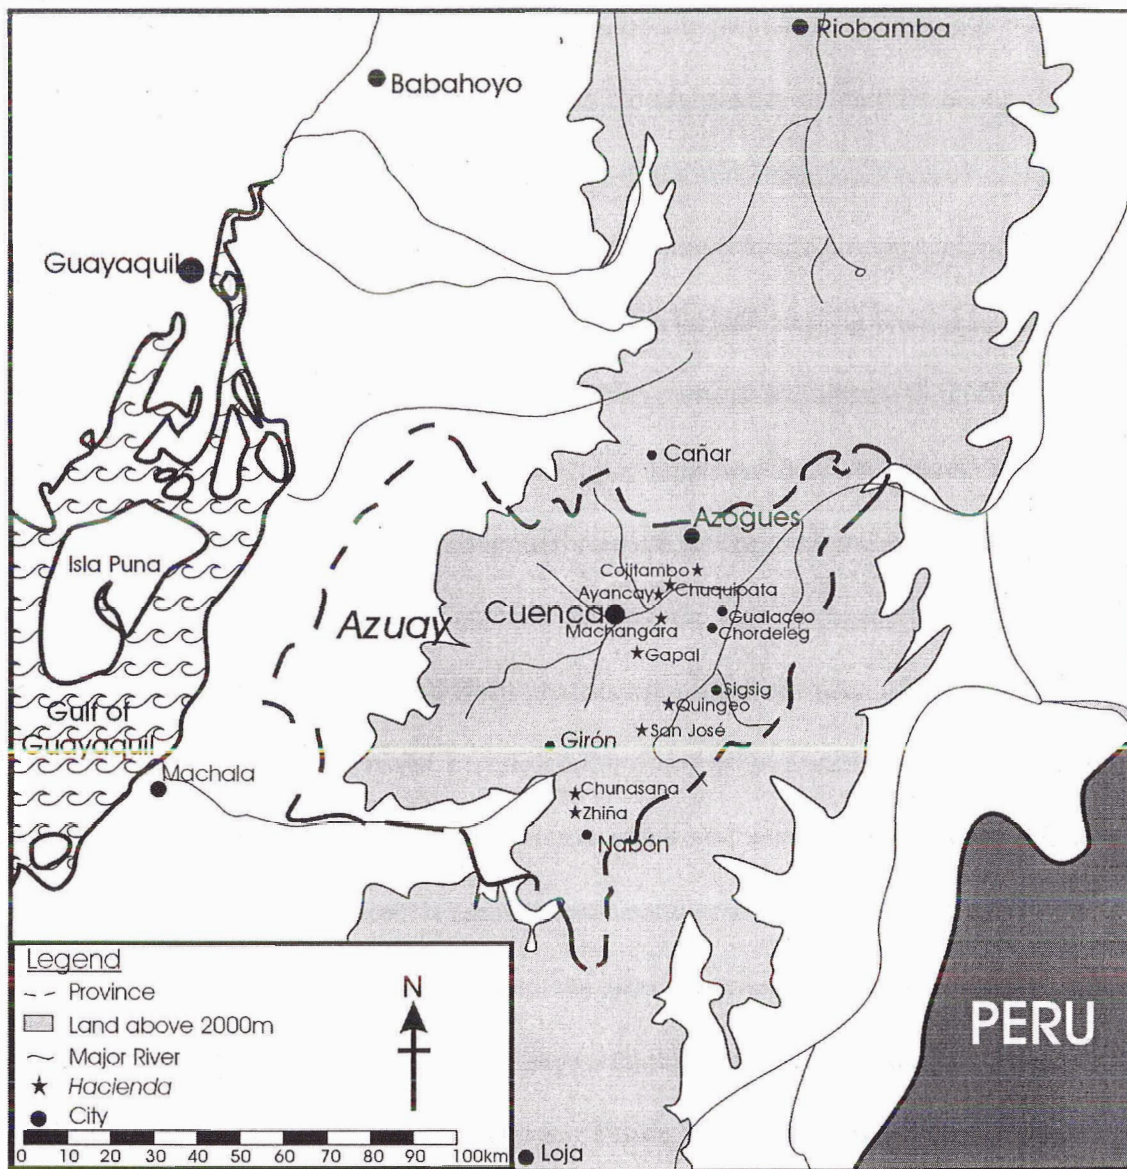 Riobamba
Babahoyo
Guayaquil
Cañar
Azogues
Isla Puna
Cojitambo
Chuquipata
Ayancay
Cuenca
Gualaceo
Azuay
Machangara
Chordeleg
Gapal
Sigsig
Quingeo
Gulf of
Guayaquil
San José
Girón
Machala
Chunasana
Zhiña
Nabón
Legend
Province
Land above 2000m
Major River
Hacienda
City
N
0 10 20 30 40 50 60 70 80 90 100km
PERU
Loja